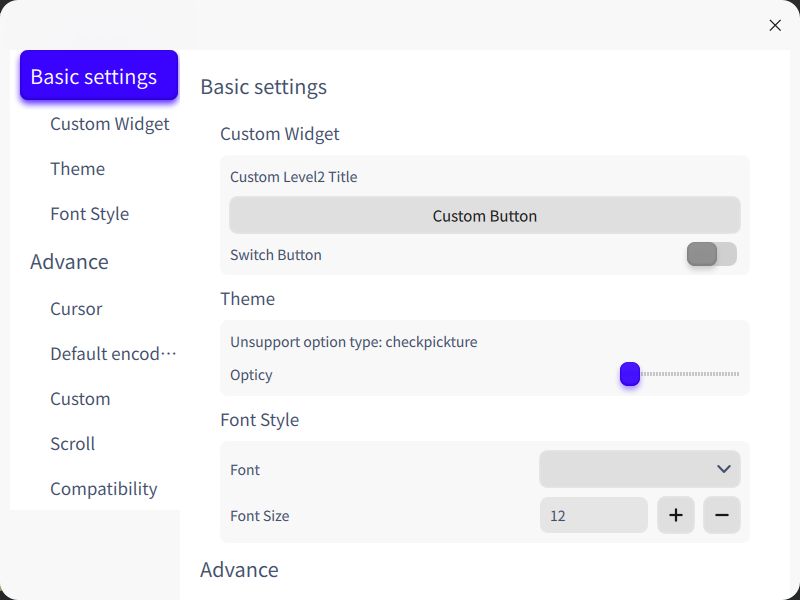 Basic settings
Custom Widget
Theme
Font Style
Advance
Cursor
Default encod⋯
Custom
Scroll
Compatibility
Basic settings
Custom Widget
Custom Level2 Title
Custom Button
Switch Button
Theme
Unsupport option type: checkpickture
Opticy
Font Style
Font
Font Size
12
Advance